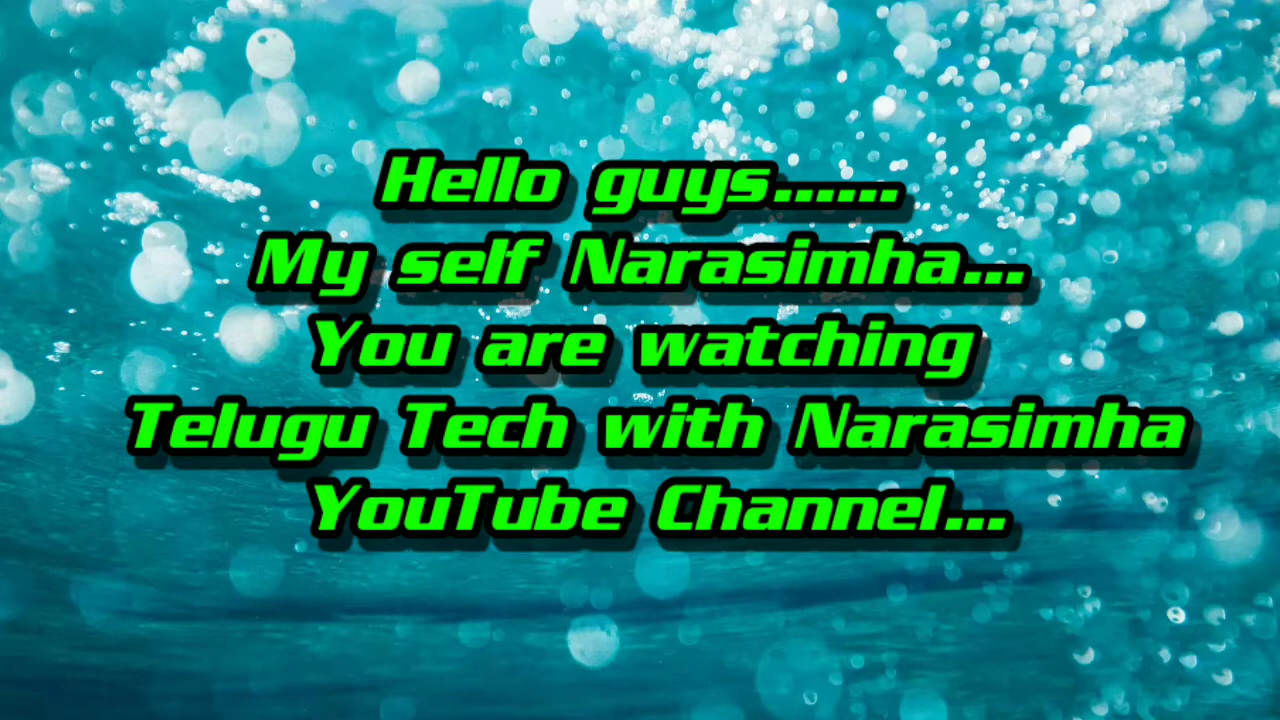 Hello guys......
My self Narasimha...
You are watching
Telugu Tech with Narasimha
YouTube Channel...